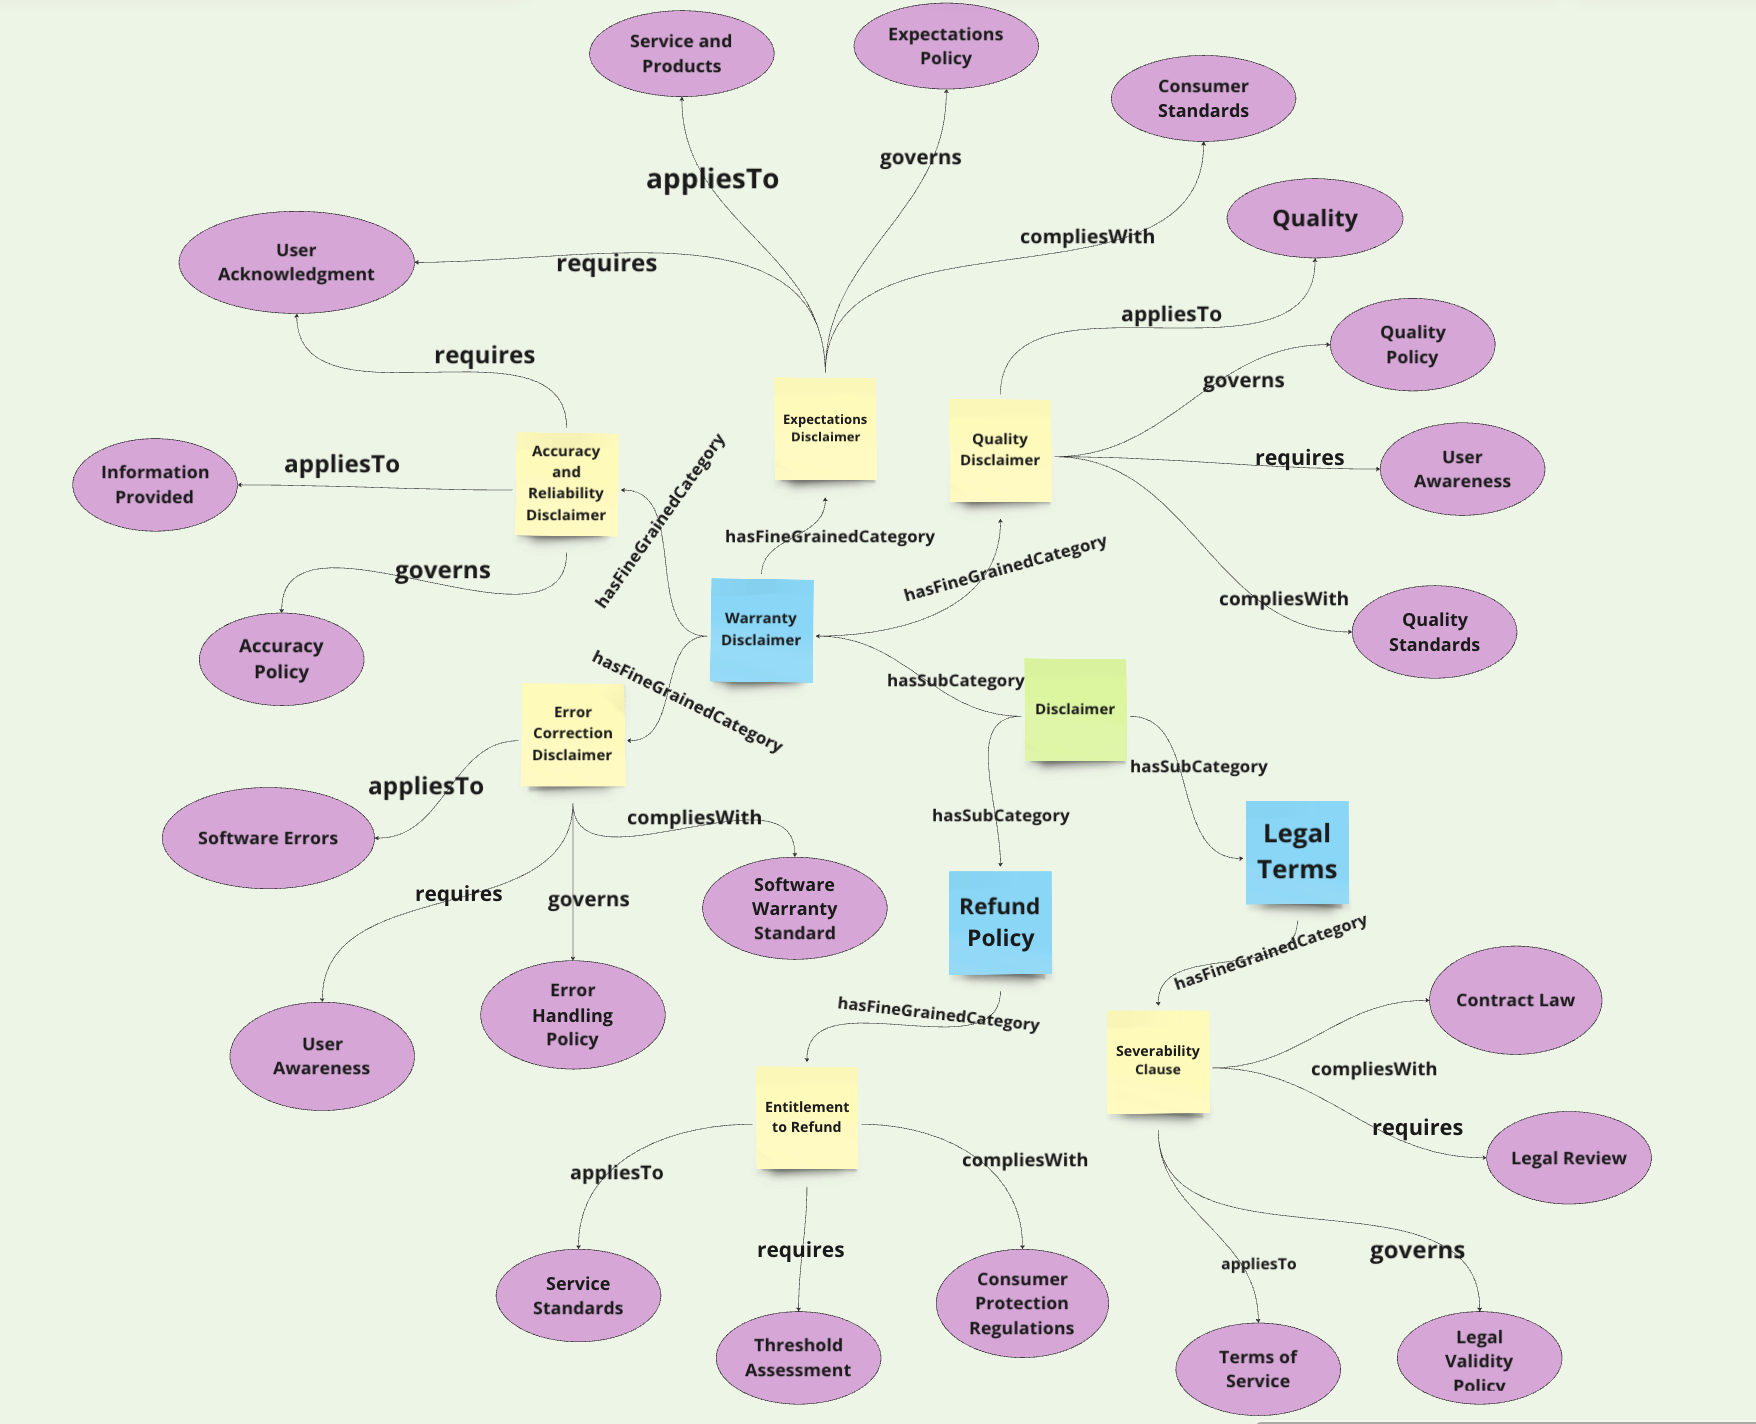 Service and
Products
Expectations
Policy
Consumer
Standards
appliesTo
governs
compliesWith
Quality
User
Acknowledgment
requires
appliesTo
Quality
Policy
requires
governs
Expectations
Disclaimer
Quality
Disclaimer
requires
User
Awareness
Accuracy
and
Reliability
Disclaimer
Information
Provided
appliesTo
hasFineGrainedCategory
hasFineGrainedCategory
hasFineGrainedCategory
governs
compliesWith
Quality
Standards
Accuracy
Policy
Warranty
Disclaimer
hasFineGrainedCategory
hasSubCategory
Disclaimer
Error
Correction
Disclaimer
hasSubCategory
appliesTo
Software Errors
compliesWith
hasSubCategory
Legal
Terms
requires
governs
Software
Warranty
Standard
Refund
Policy
hasFineGrainedCategory
Error
Handling
Policy
User
Awareness
hasFineGrainedCategory
Contract Law
Severability
Clause
compliesWith
Entitlement
to Refund
requires
Legal Review
appliesTo
compliesWith
requires
governs
appliesTo
Service
Standards
Consumer
Protection
Regulations
Threshold
Assessment
Terms of
Service
Legal
Validity
Policy